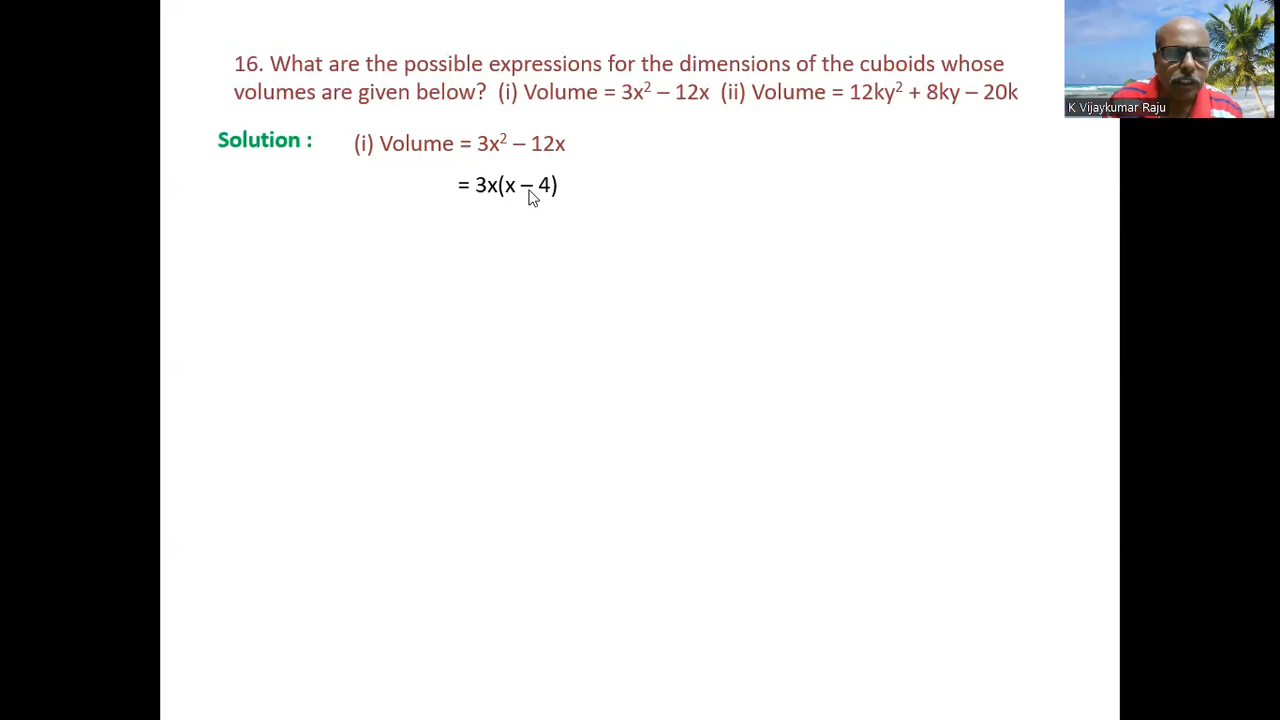 16. What are the possible expressions for the dimensions of the cuboids whose
volumes are given below? (i) Volume = 3x² – 12x (ii) Volume = 12ky² + 8ky – 20k
Solution : (i) Volume = 3x² – 12x
= 3x(x – 4)
K Vijaykumar Raju